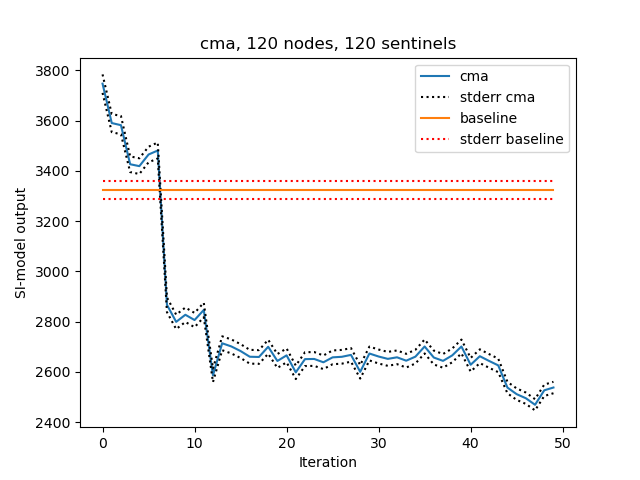 cma, 120 nodes, 120 sentinels
3800
3600
3400
3200
3000
2800
2600
2400
SI-model output
cma
stderr cma
baseline
stderr baseline
0
10
20
30
40
50
Iteration